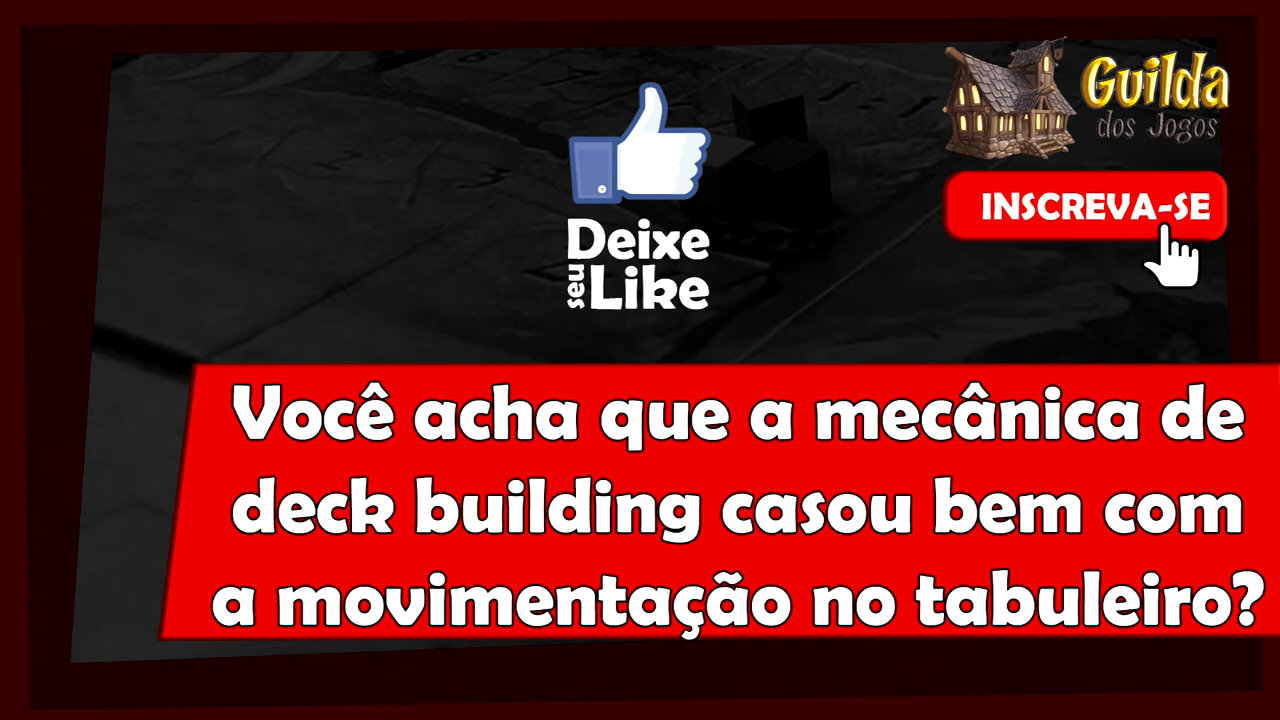 Guilda
dos Jogos
INSCREVA-SE
Deixe
seu Like
Você acha que a mecânica de
deck building casou bem com
a movimentação no tabuleiro?